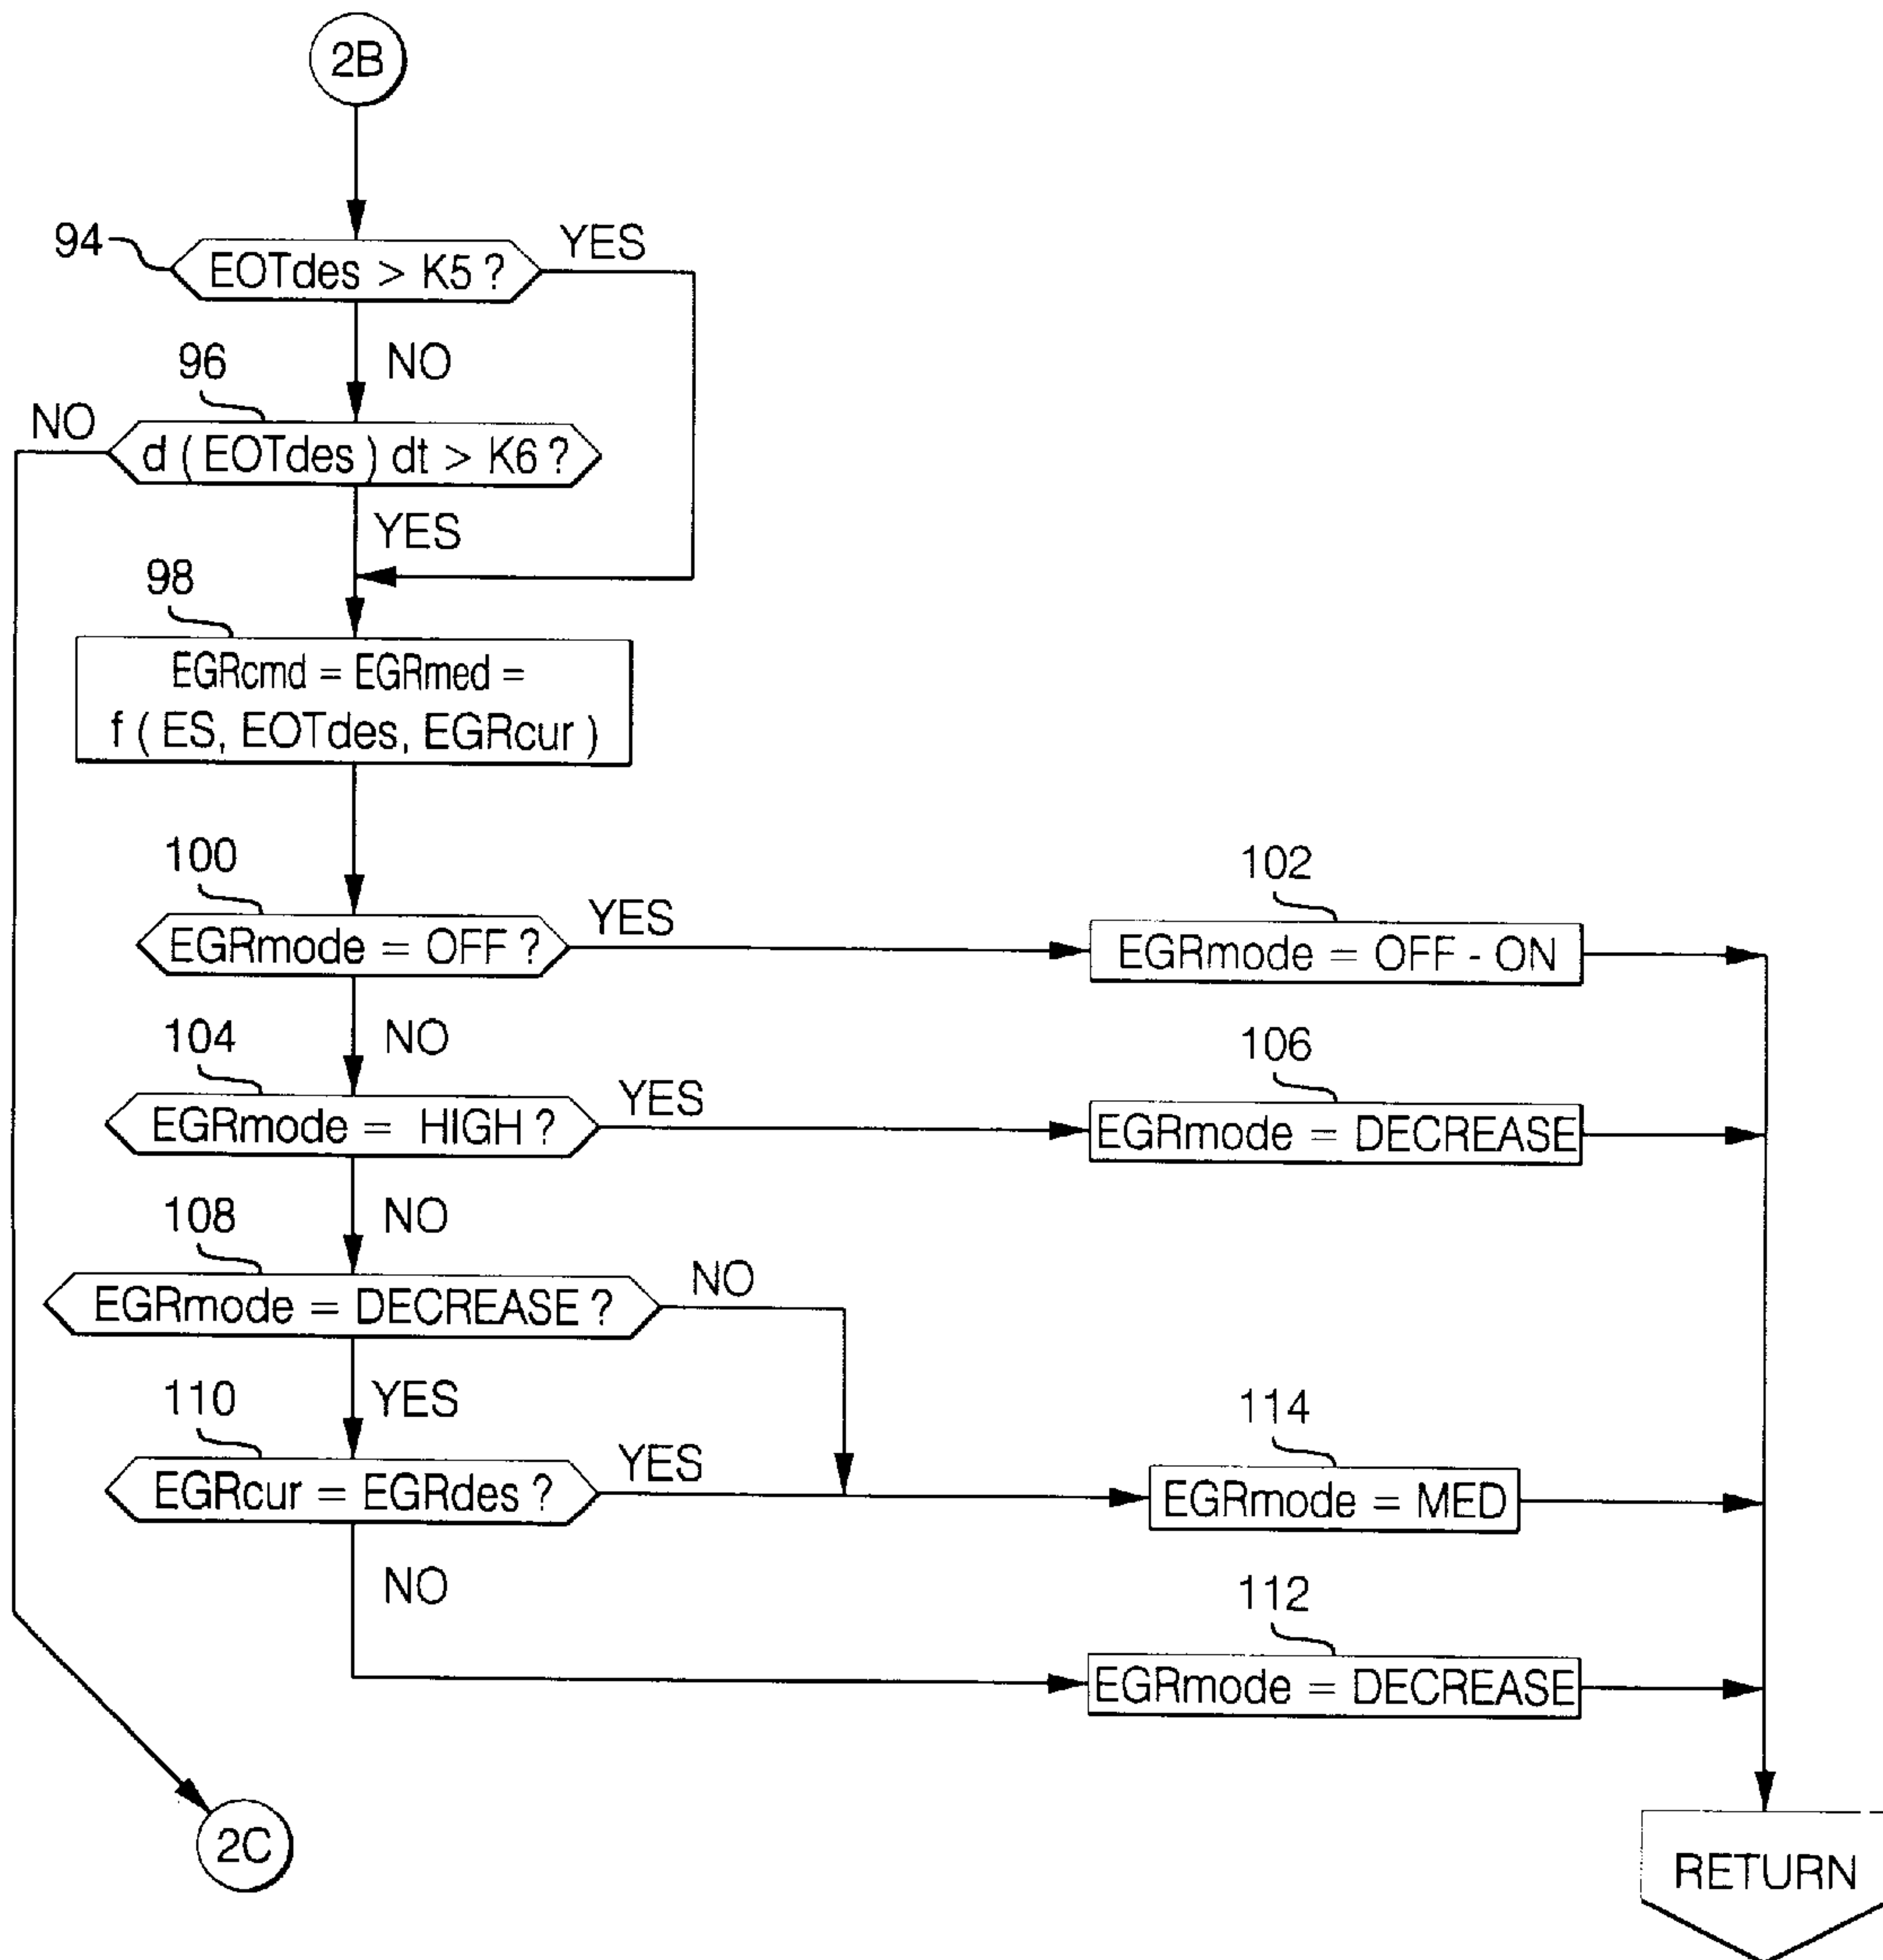 2B
94
EOTdes > K5 ?
YES
NO
96
NO
d ( EOTdes ) dt > K6 ?
YES
98
EGRcmd = EGRmed =
f ( ES, EOTdes, EGRcur )
100
EGRmode = OFF ?
YES
102
EGRmode = OFF - ON
NO
104
EGRmode = HIGH ?
YES
106
EGRmode = DECREASE
NO
108
EGRmode = DECREASE ?
NO
YES
110
EGRcur = EGRdes ?
YES
114
EGRmode = MED
NO
112
EGRmode = DECREASE
2C
RETURN